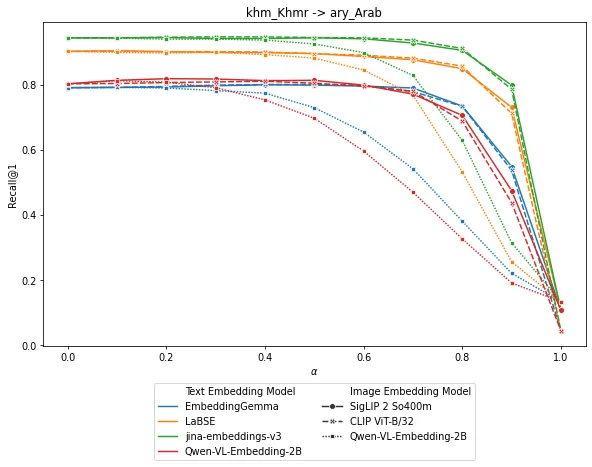 khm_Khmr -> ary_Arab
Recall@1
0.8
0.6
0.4
0.2
0.0
0.0 0.2 0.4 0.6 0.8 1.0
α
Text Embedding Model Image Embedding Model
EmbeddingGemma SigLIP 2 So400m
LaBSE CLIP ViT-B/32
jina-embeddings-v3 Qwen-VL-Embedding-2B
Qwen-VL-Embedding-2B